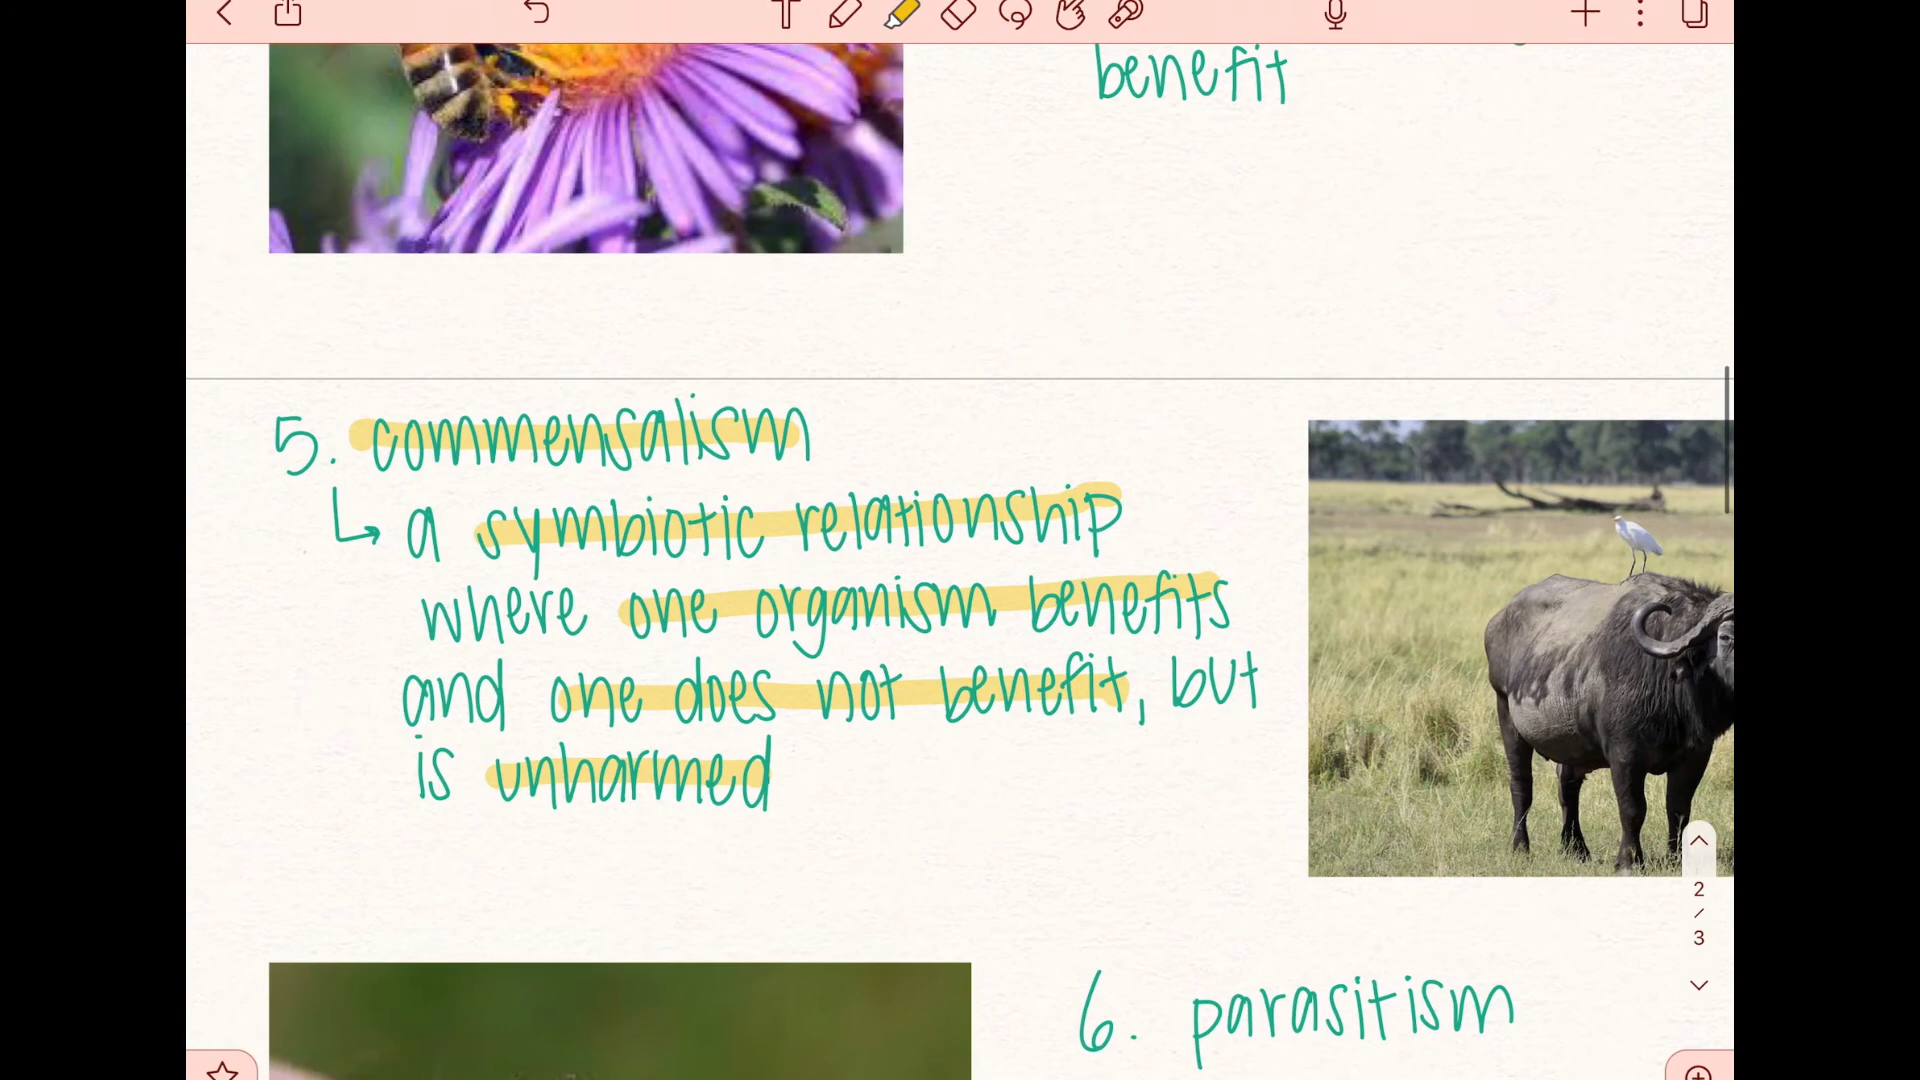 benefit
5. commensalism
↳ a symbiotic relationship
where one organism benefits
and one does not benefit, but
is unharmed
2
/
3
6. parasitism